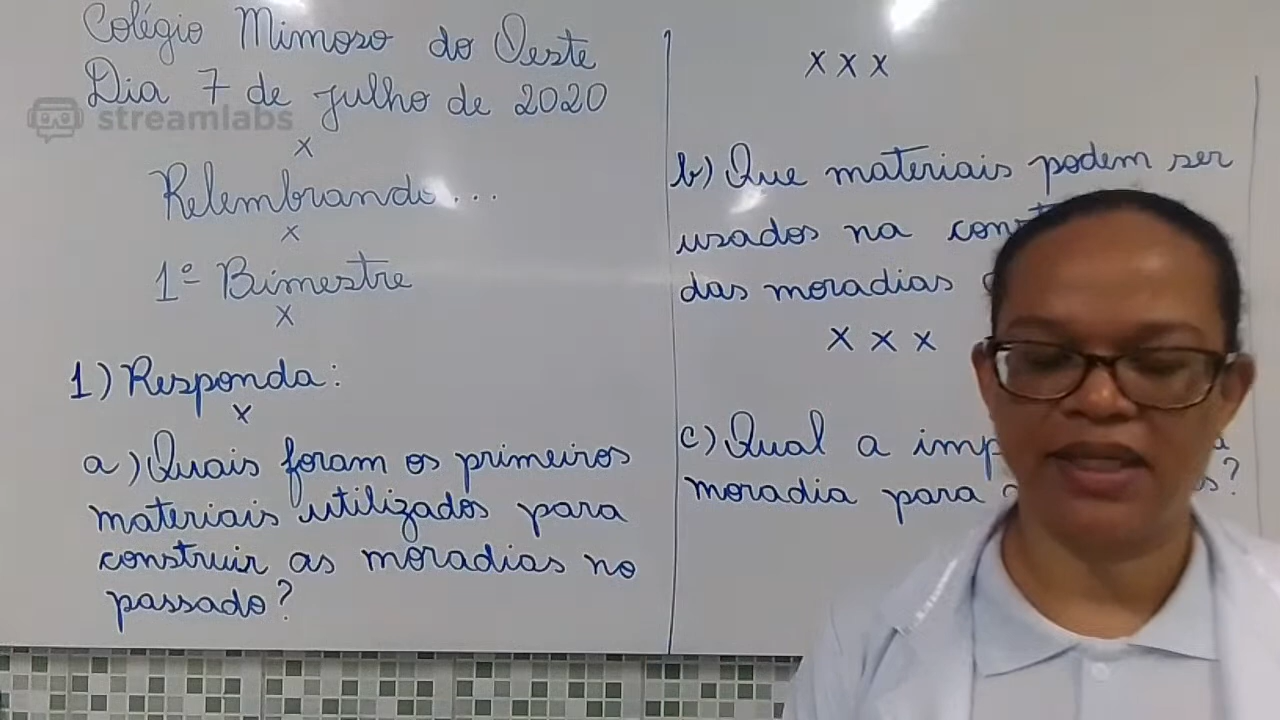 Colégio Mimoso do Oeste
Dia 7 de julho de 2020
streamlabs
x
Relembrando...
x
1º Bimestre
x
1) Responda:
x
a) Quais foram os primeiros
materiais utilizados para
construir as moradias no
passado?
x x x
b) Que materiais podem ser
usados na
das moradias
x x x
c) Qual a
moradia para